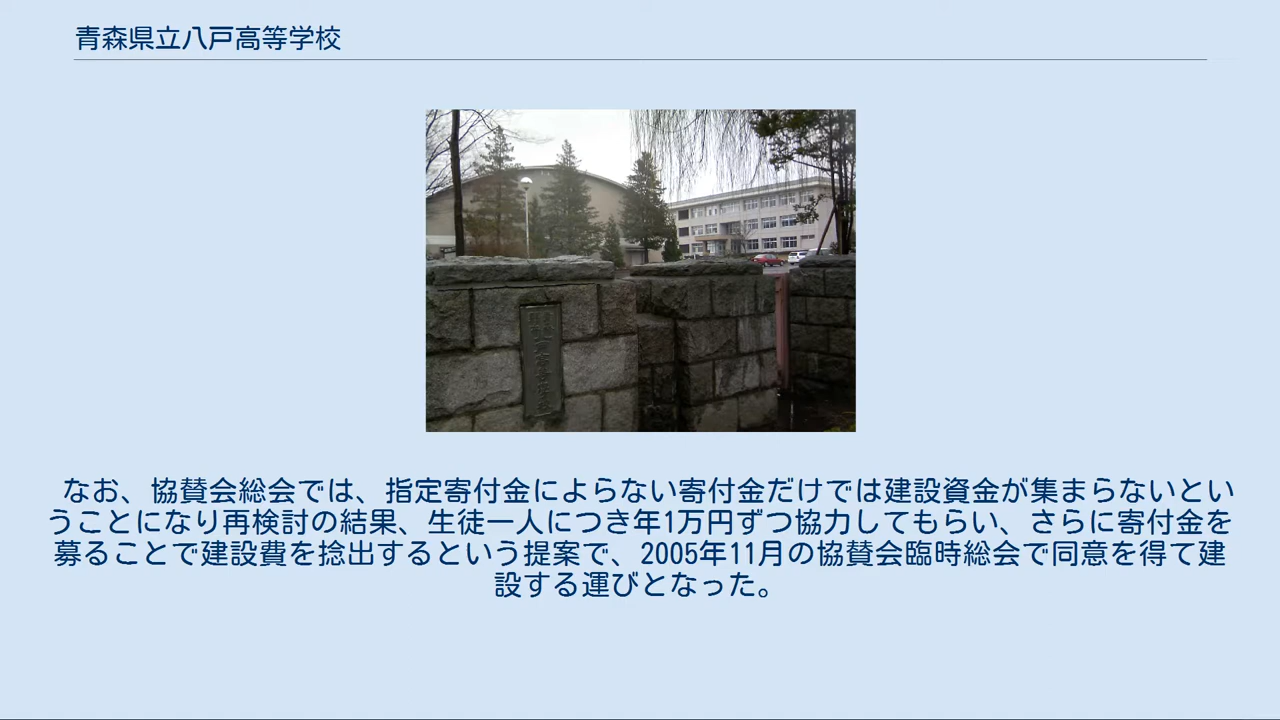 青森県立八戸高等学校
なお、協賛会総会では、指定寄付金によらない寄付金だけでは建設資金が集まらないとい
うことになり再検討の結果、生徒一人につき年1万円ずつ協力してもらい、さらに寄付金を
募ることで建設費を捻出するという提案で、2005年11月の協賛会臨時総会で同意を得て建
設する運びとなった。